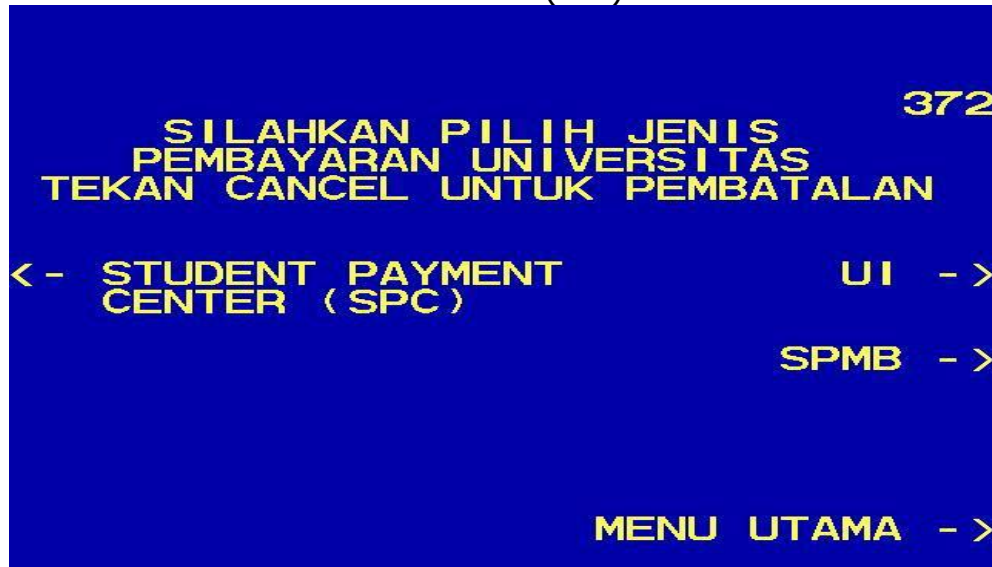 372
SILAHKAN PILIH JENIS
PEMBAYARAN UNIVERSITAS
TEKAN CANCEL UNTUK PEMBATALAN
<- STUDENT PAYMENT UI ->
CENTER (SPC)
SPMB ->
MENU UTAMA ->